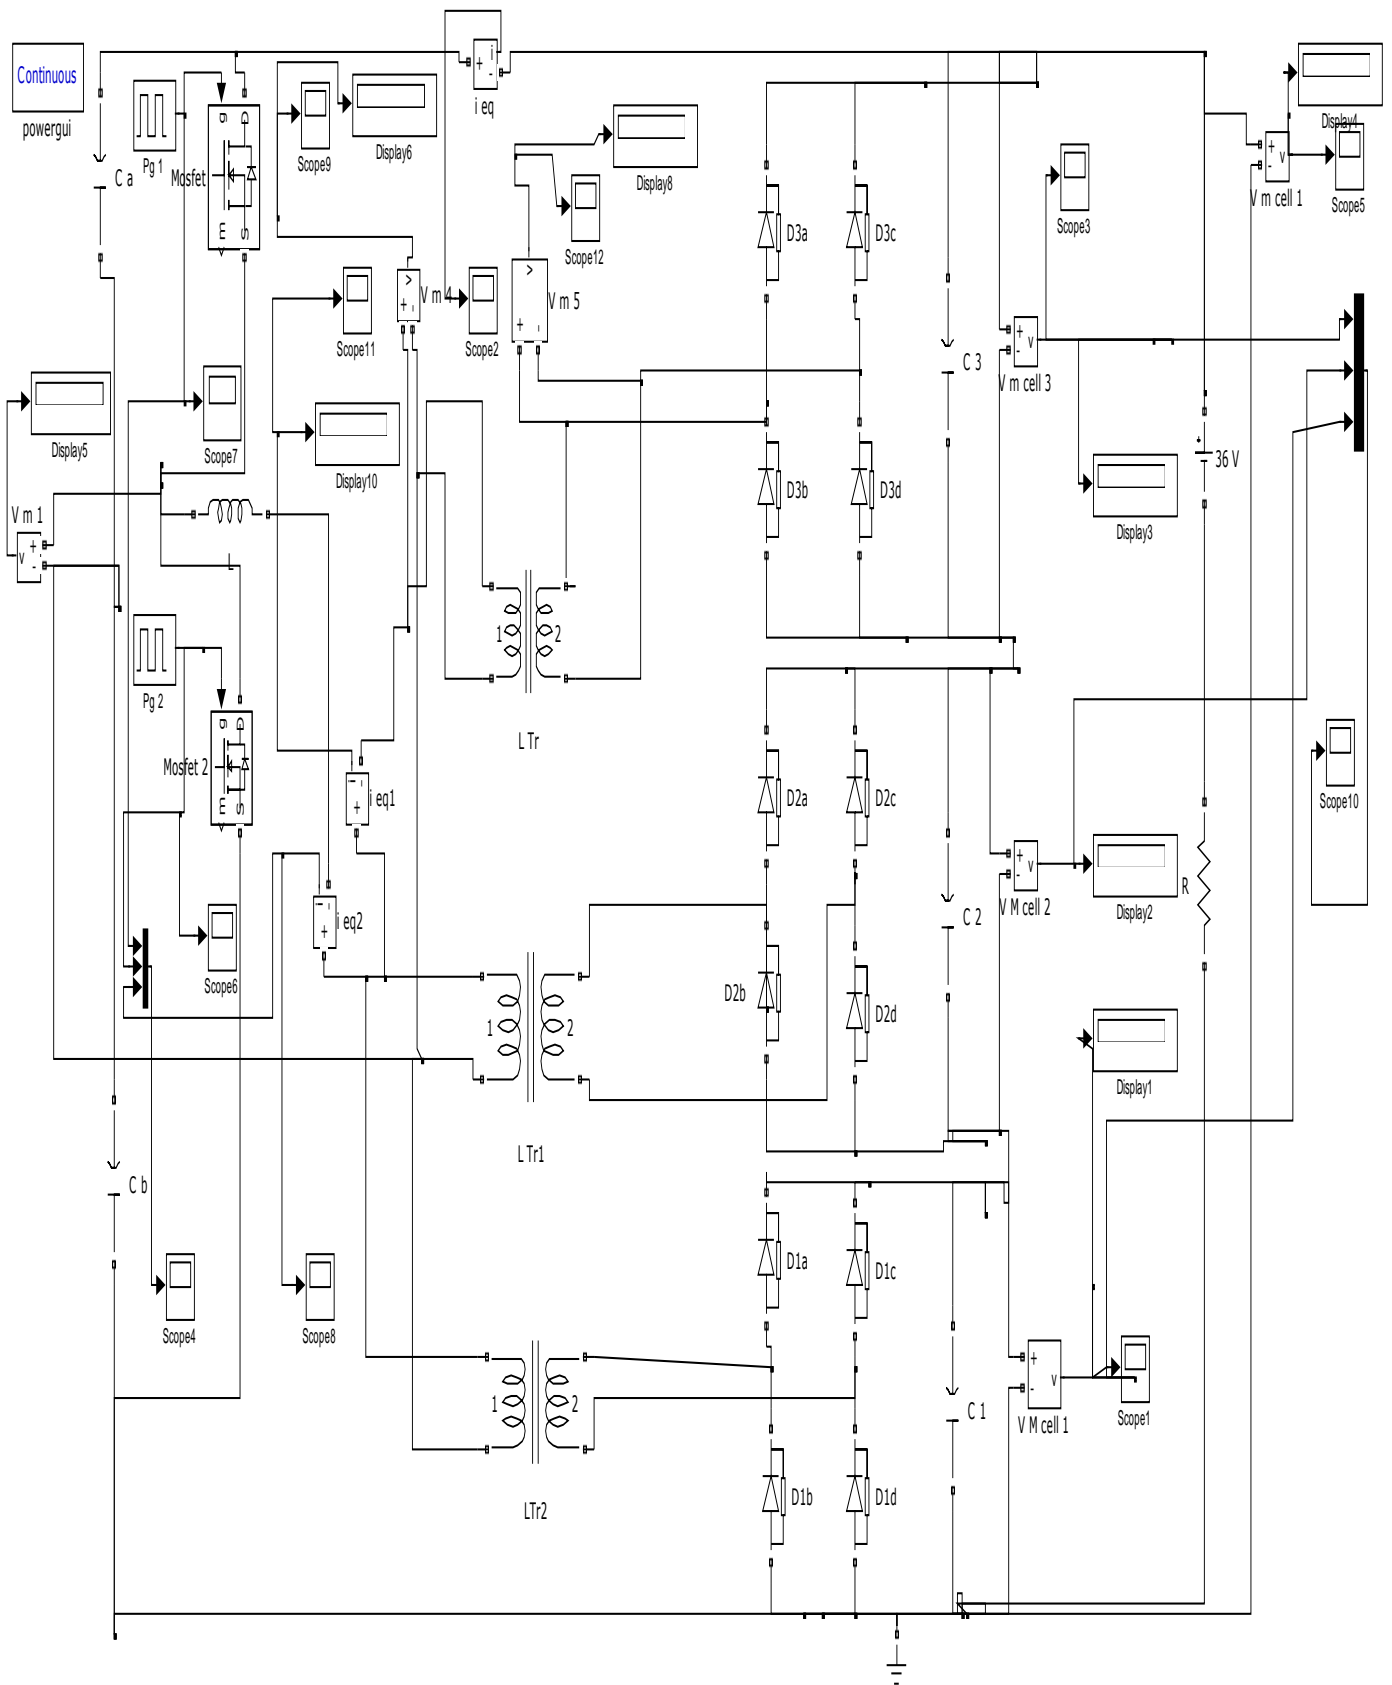 Continuous
powergui
Pg 1
Mosfet
g
D
m
S
C a
Scope9
Display6
i
+
-
i eq
Display8
Scope12
Scope11
V m 4
v
+
-
Scope2
V m 5
v
+
-
D3a
D3c
Scope3
Display4
+
-
v
V m cell 1
Scope5
C 3
+
-
v
V m cell 3
Display5
Scope7
Display10
D3b
D3d
Display3
+
36 V
V m 1
+
-
v
L
Pg 2
Mosfet 2
g
D
m
S
1
2
L Tr
D2a
D2c
Scope10
i
-
+
i eq1
i
-
+
i eq2
C 2
+
-
v
V M cell 2
Display2
R
Scope6
D2b
D2d
1
2
L Tr1
Display1
C b
D1a
D1c
Scope4
Scope8
1
2
LTr2
C 1
+
-
v
V M cell 1
Scope1
D1b
D1d